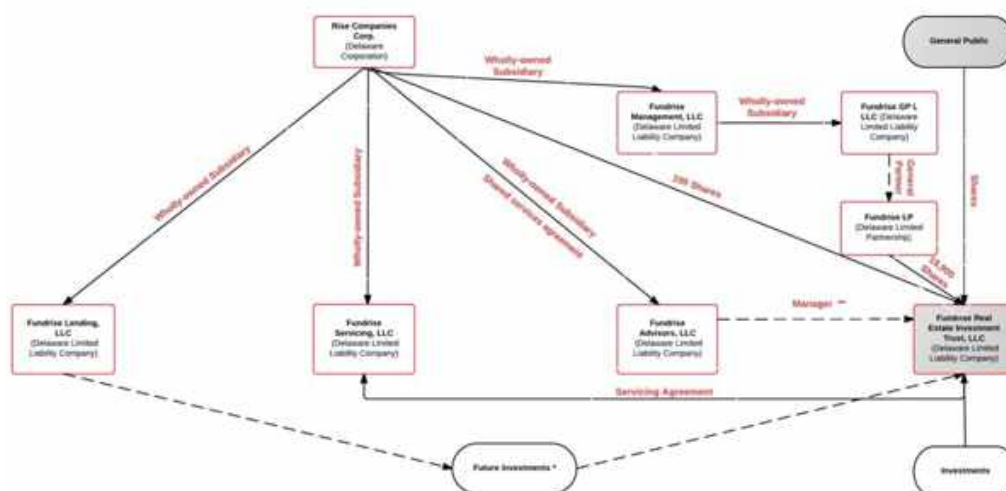 Rise Companies
Corp.
(Delaware
Corporation)
General Public
Wholly-owned
Subsidiary
Fundrise
Management, LLC
(Delaware Limited
Liability Company)
Wholly-owned
Subsidiary
Fundrise GP I,
LLC (Delaware
Limited Liability
Company)
Wholly-owned Subsidiary
Wholly-owned Subsidiary
Wholly-owned Subsidiary
Shared services agreement
Shares
General
Partner
Shares
Fundrise LP
(Delaware Limited
Partnership)
Shares
Fundrise Lending,
LLC
(Delaware Limited
Liability Company)
Fundrise
Servicing, LLC
(Delaware Limited
Liability Company)
Fundrise
Advisors, LLC
(Delaware Limited
Liability Company)
Manager **
Fundrise Real
Estate Investment
Trust, LLC
(Delaware Limited
Liability Company)
Servicing Agreement
Future Investments *
Investments